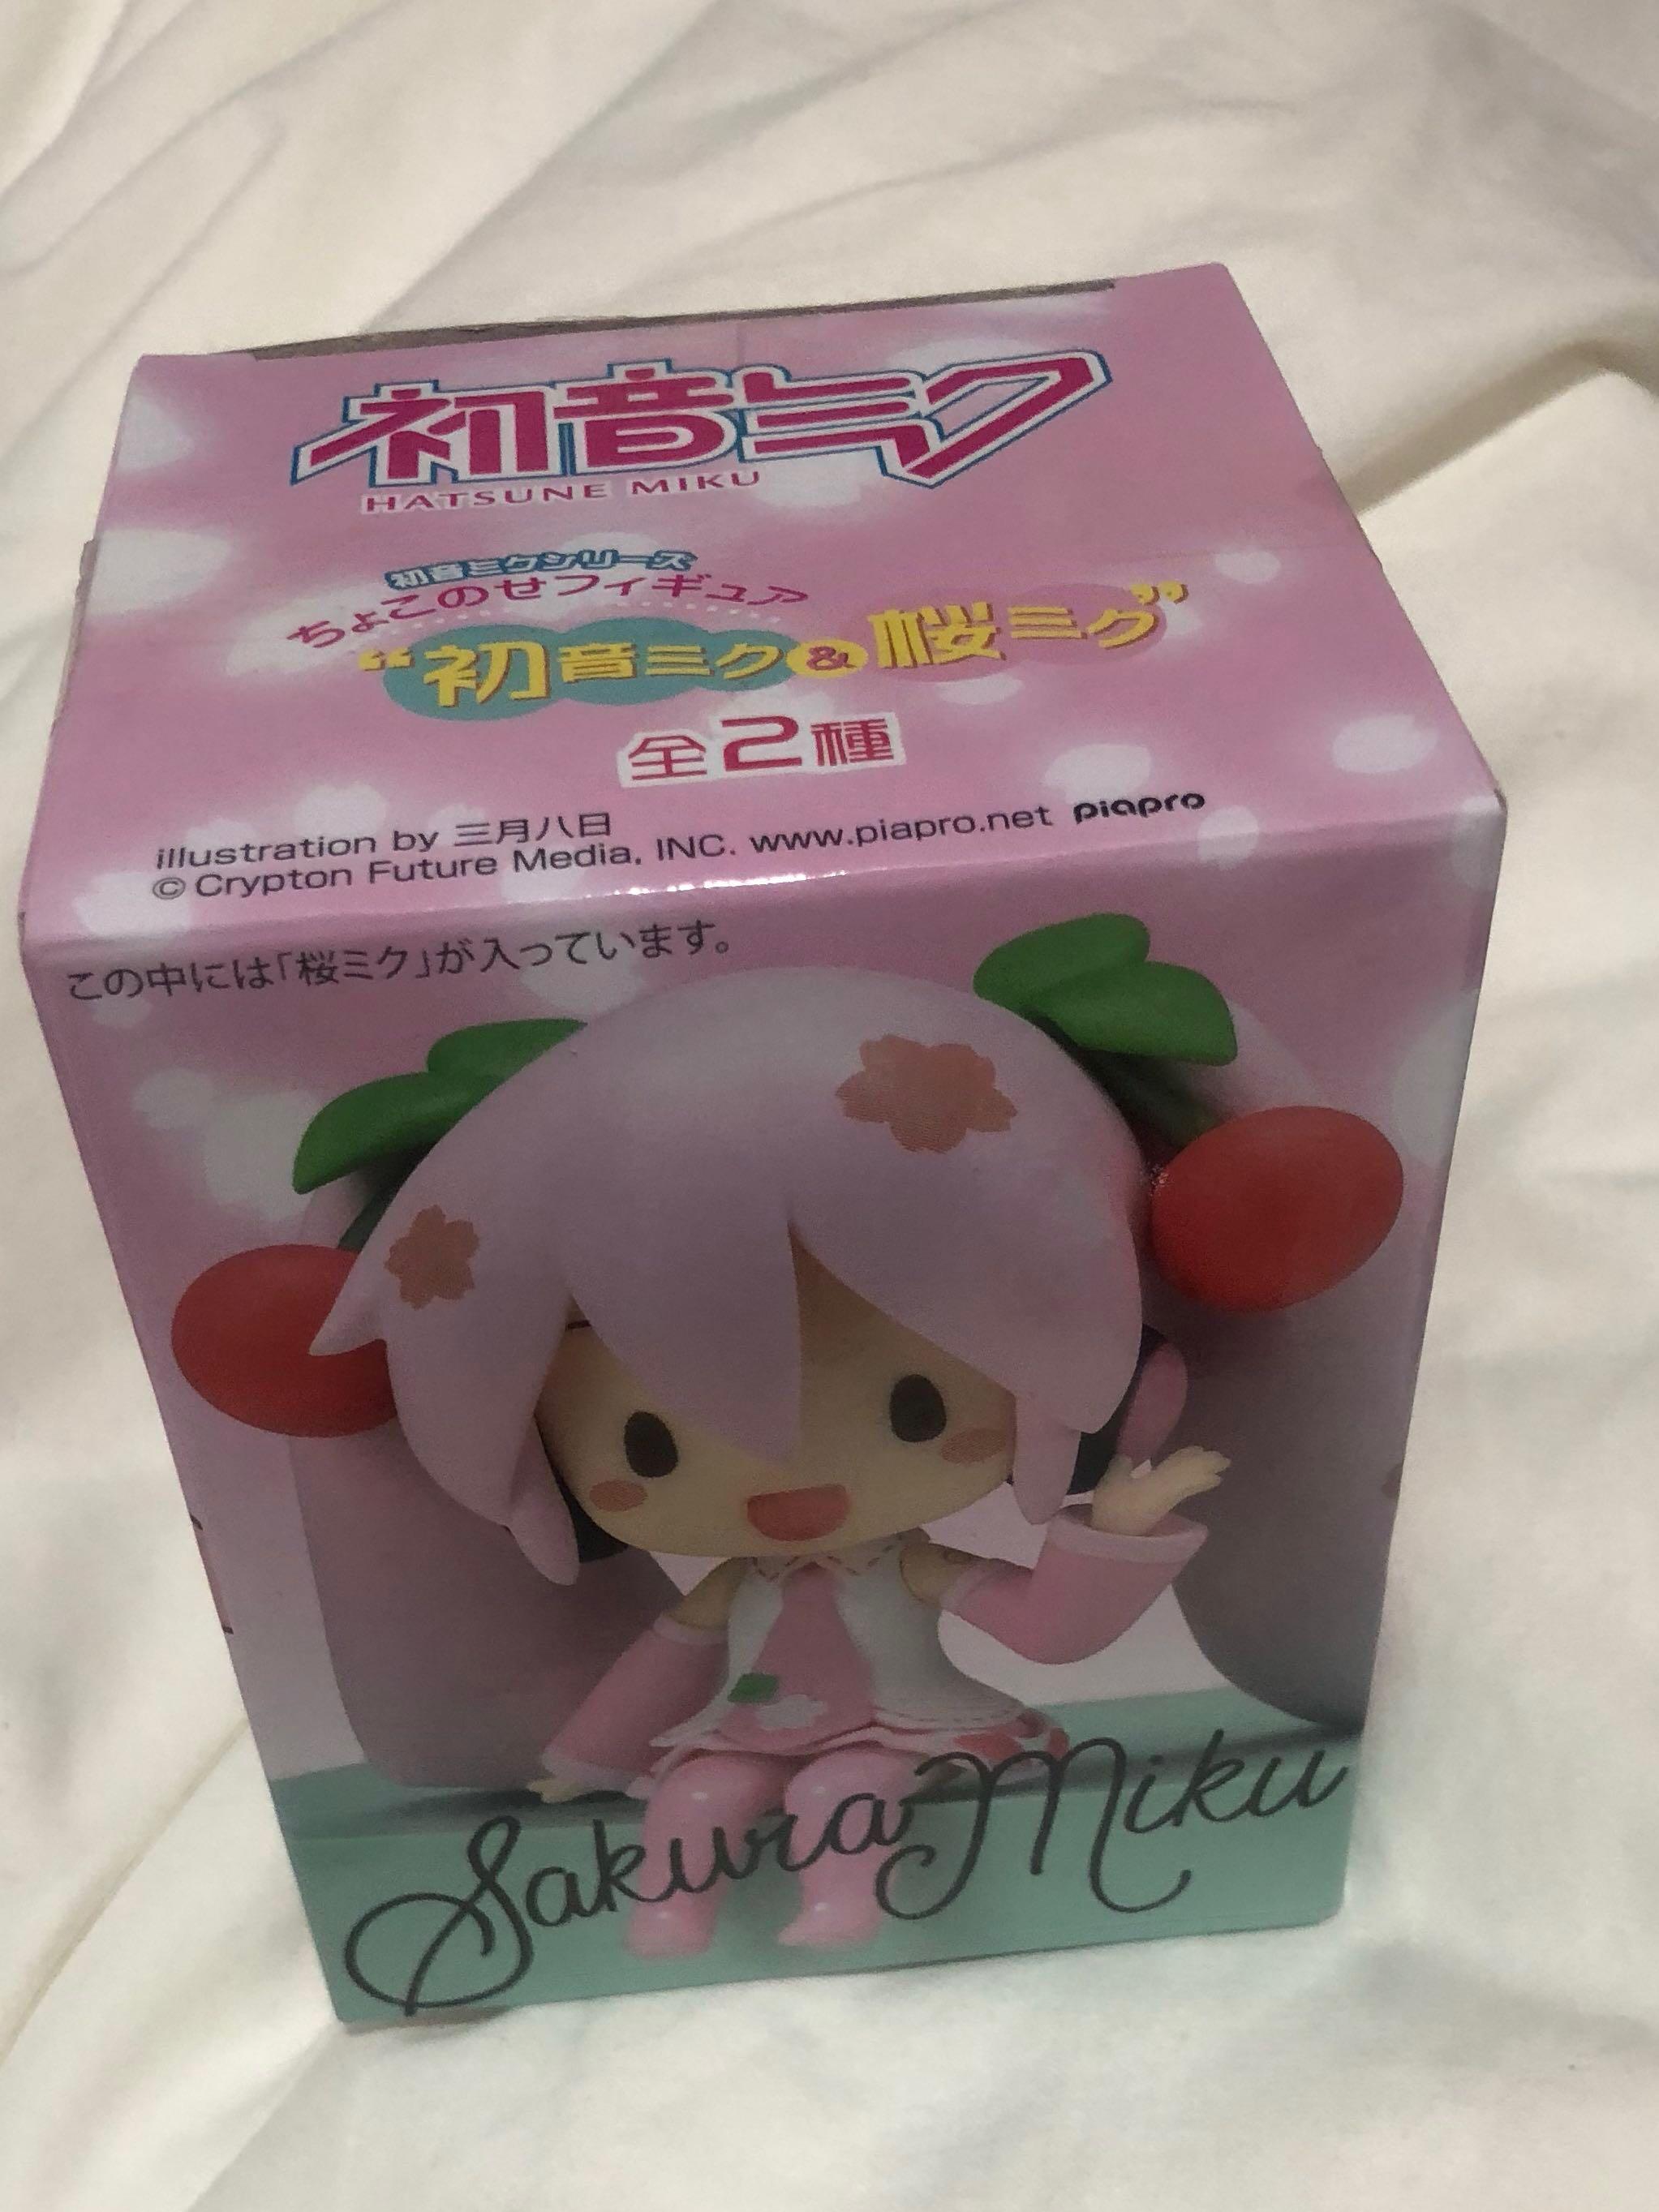 初音ミク
HATSUNE MIKU
初音ミクシリーズ
ちょこのせフィギュア
“初音ミク&桜ミク”
全2種
illustration by 三月八日
© Crypton Future Media, INC. www.piapro.net piapro
この中には「桜ミク」が入っています。
Sakura Miku